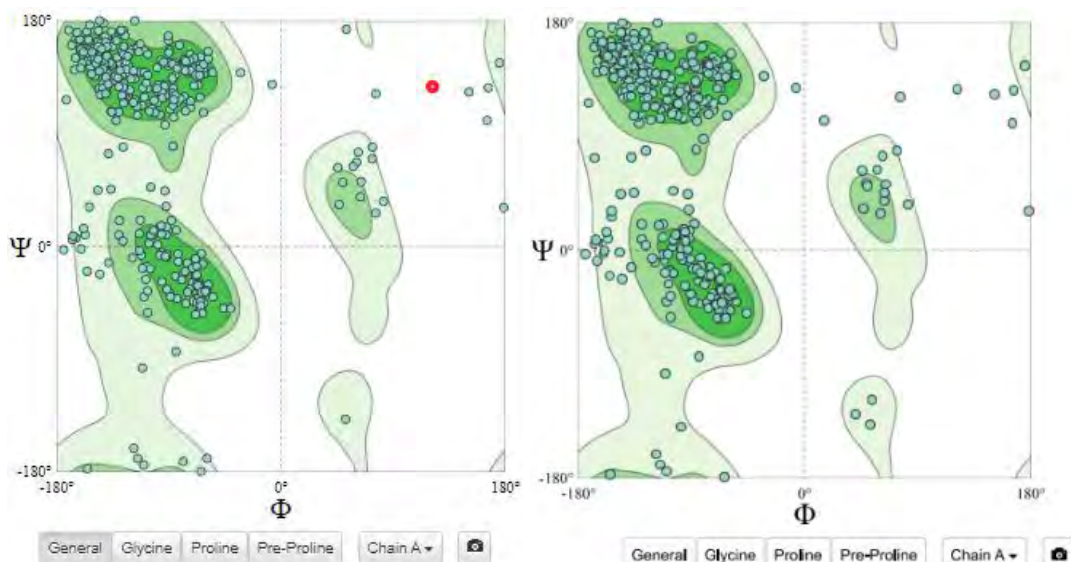 180° 180°
Ψ 0° Ψ 0°
-180° -180°
-180° 0° 180° -180° 0° 180°
Φ Φ
General Glycine Proline Pre-Proline Chain A General Glycine Proline Pre-Proline Chain A